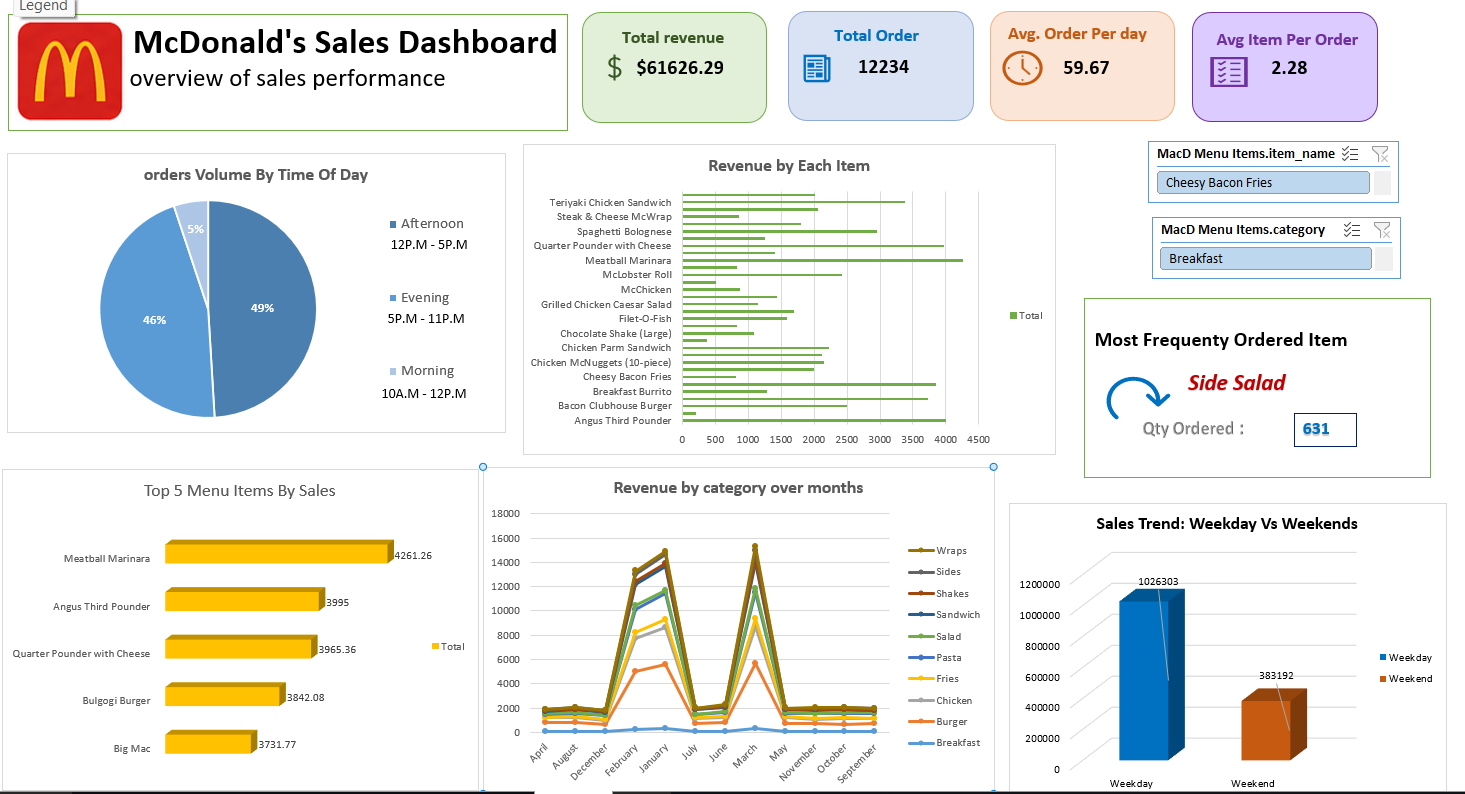 Legend
McDonald's Sales Dashboard
overview of sales performance
Total revenue
$ $61626.29
Total Order
12234
Avg. Order Per day
59.67
Avg Item Per Order
2.28
orders Volume By Time Of Day
5%
49%
46%
Afternoon
12P.M - 5P.M
Evening
5P.M - 11P.M
Morning
10A.M - 12P.M
Revenue by Each Item
Teriyaki Chicken Sandwich
Steak & Cheese McWrap
Spaghetti Bolognese
Quarter Pounder with Cheese
Meatball Marinara
McLobster Roll
McChicken
Grilled Chicken Caesar Salad
Filet-O-Fish
Chocolate Shake (Large)
Chicken Parm Sandwich
Chicken McNuggets (10-piece)
Cheesy Bacon Fries
Breakfast Burrito
Bacon Clubhouse Burger
Angus Third Pounder
0 500 1000 1500 2000 2500 3000 3500 4000 4500
Total
MacD Menu Items.item_name
Cheesy Bacon Fries
MacD Menu Items.category
Breakfast
Most Frequenty Ordered Item
Side Salad
Qty Ordered : 631
Top 5 Menu Items By Sales
Meatball Marinara 4261.26
Angus Third Pounder 3995
Quarter Pounder with Cheese 3965.36
Bulgogi Burger 3842.08
Big Mac 3731.77
Total
Revenue by category over months
18000
16000
14000
12000
10000
8000
6000
4000
2000
0
April August December February January July June March May November October September
Wraps
Sides
Shakes
Sandwich
Salad
Pasta
Fries
Chicken
Burger
Breakfast
Sales Trend: Weekday Vs Weekends
1200000
1000000
800000
600000
400000
200000
0
1026303
383192
Weekday Weekend
Weekday
Weekend